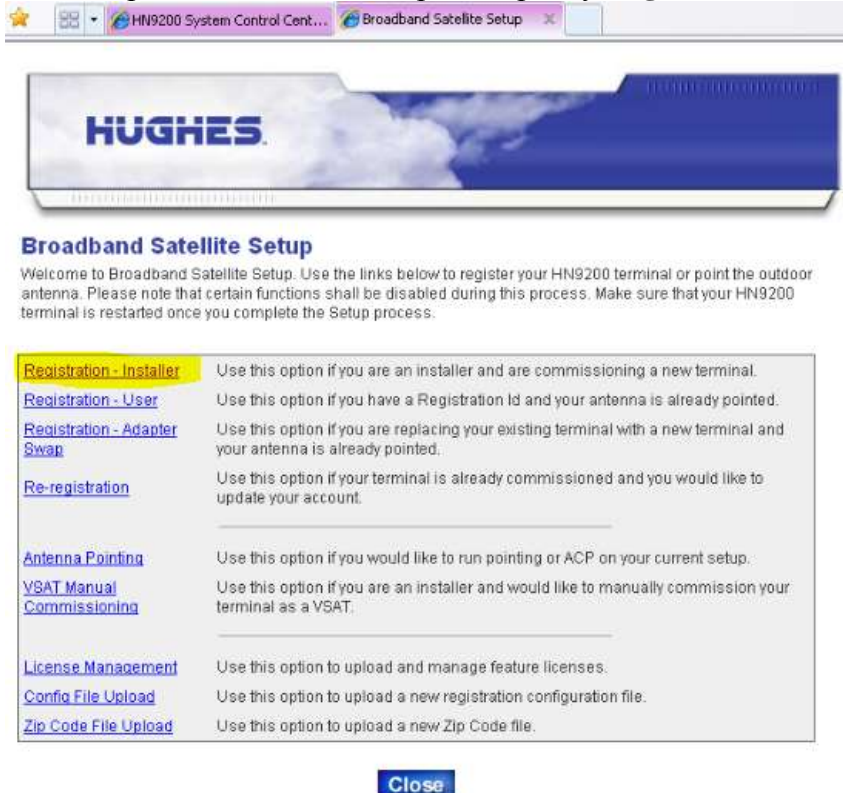 HN9200 System Control Cent...
Broadband Satellite Setup
HUGHES.
Broadband Satellite Setup
Welcome to Broadband Satellite Setup. Use the links below to register your HN9200 terminal or point the outdoor
antenna. Please note that certain functions shall be disabled during this process. Make sure that your HN9200
terminal is restarted once you complete the Setup process.
Registration - Installer Use this option if you are an installer and are commissioning a new terminal.
Registration - User Use this option if you have a Registration Id and your antenna is already pointed.
Registration - Adapter Use this option if you are replacing your existing terminal with a new terminal and
Swap your antenna is already pointed.
Re-registration Use this option if your terminal is already commissioned and you would like to
update your account.
Antenna Pointing Use this option if you would like to run pointing or ACP on your current setup.
VSAT Manual Use this option if you are an installer and would like to manually commission your
Commissioning terminal as a VSAT.
License Management Use this option to upload and manage feature licenses.
Config File Upload Use this option to upload a new registration configuration file.
Zip Code File Upload Use this option to upload a new Zip Code file.
Close